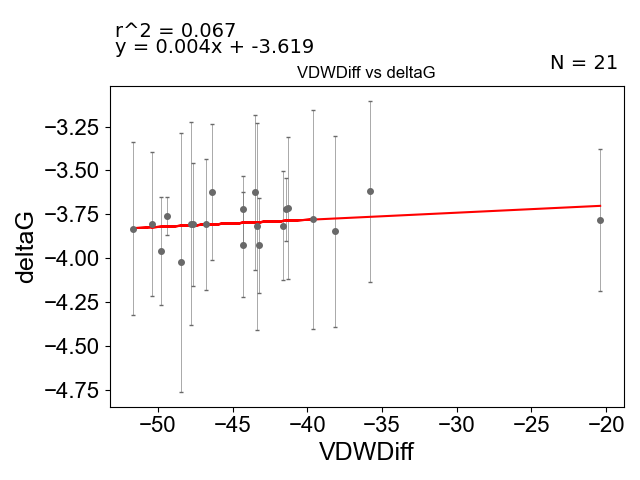 r^2 = 0.067
y = 0.004x + -3.619
N = 21
VDWDiff vs deltaG
deltaG
−3.25
−3.50
−3.75
−4.00
−4.25
−4.50
−4.75
−50
−45
−40
−35
−30
−25
−20
VDWDiff